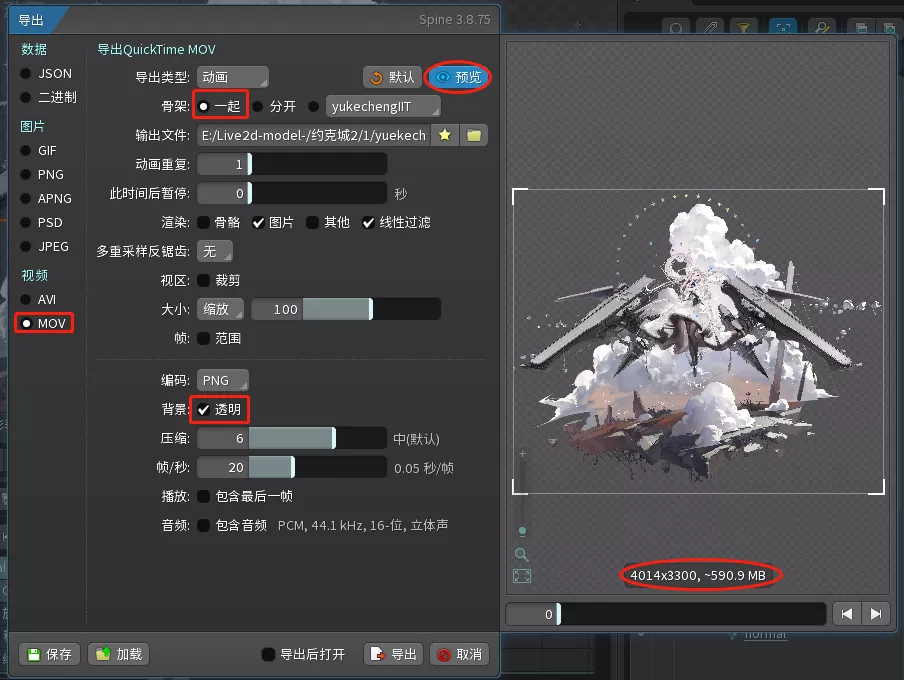 导出
Spine 3.8.75
数据
JSON
二进制
图片
GIF
PNG
APNG
PSD
JPEG
视频
AVI
MOV
导出QuickTime MOV
导出类型: 动画 默认 预览
骨架: 一起 分开 yukechengIIT
输出文件: E:/Live2d-model-/约克城2/1/yuekech
动画重复: 1
此时间后暂停: 0 秒
渲染: 骨骼 图片 其他 线性过滤
多重采样反锯齿: 无
视区: 裁剪
大小: 缩放 100
帧: 范围
编码: PNG
背景: 透明
压缩: 6 中(默认)
帧/秒: 20 0.05 秒/帧
播放: 包含最后一帧
音频: 包含音频 PCM, 44.1 kHz, 16-位, 立体声
保存 加载 导出后打开 导出 取消
4014x3300, ~590.9 MB
0
normal